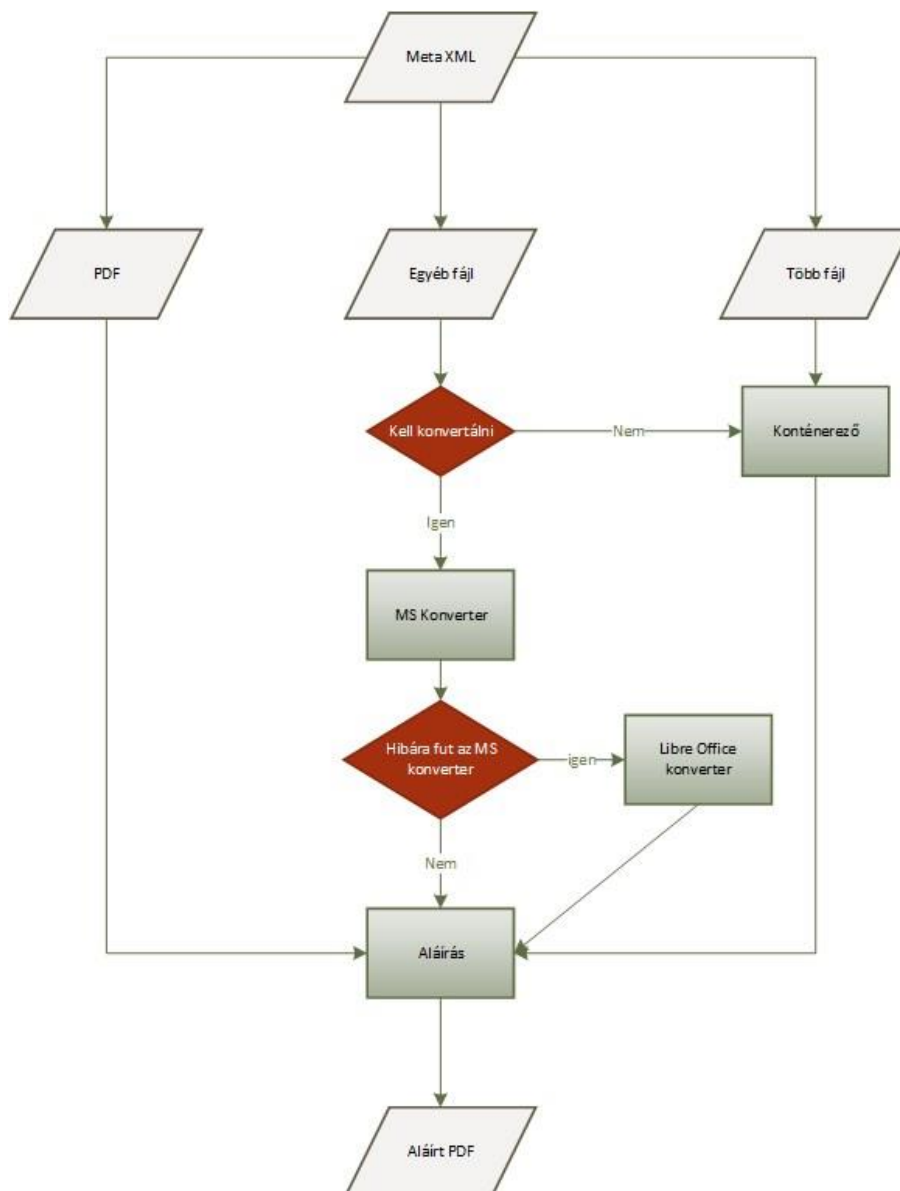 Meta XML
PDF
Egyéb fájl
Több fájl
Kell konvertálni
Nem
Konténerező
Igen
MS Konverter
Hibára fut az MS
konverter
igen
Libre Office
konverter
Nem
Aláírás
Aláírt PDF